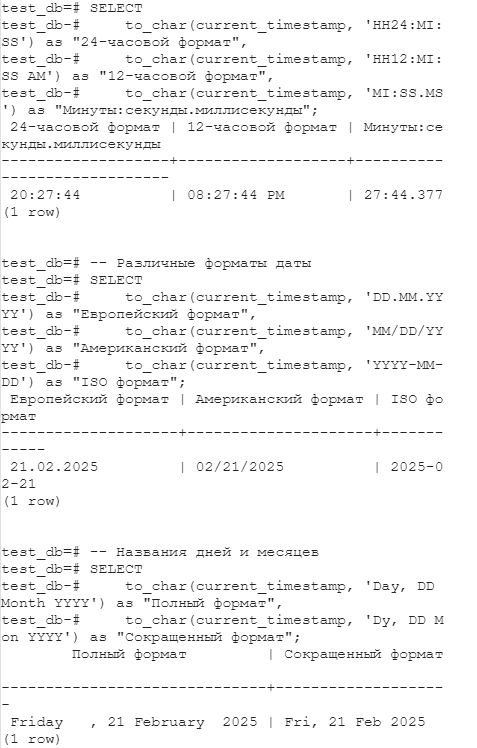 test_db=# SELECT
test_db-#     to_char(current_timestamp, 'HH24:MI:
SS') as "24-часовой формат",
test_db-#     to_char(current_timestamp, 'HH12:MI:
SS AM') as "12-часовой формат",
test_db-#     to_char(current_timestamp, 'MI:SS.MS
') as "Минуты:секунды.миллисекунды";
 24-часовой формат | 12-часовой формат | Минуты:се
кунды.миллисекунды
-------------------+-------------------+----------
-------------------
 20:27:44          | 08:27:44 PM       | 27:44.377
(1 row)

test_db=# -- Различные форматы даты
test_db=# SELECT
test_db-#     to_char(current_timestamp, 'DD.MM.YY
YY') as "Европейский формат",
test_db-#     to_char(current_timestamp, 'MM/DD/YY
YY') as "Американский формат",
test_db-#     to_char(current_timestamp, 'YYYY-MM-
DD') as "ISO формат";
 Европейский формат | Американский формат | ISO фо
рмат
--------------------+---------------------+-------
-----
 21.02.2025         | 02/21/2025          | 2025-0
2-21
(1 row)

test_db=# -- Названия дней и месяцев
test_db=# SELECT
test_db-#     to_char(current_timestamp, 'Day, DD
Month YYYY') as "Полный формат",
test_db-#     to_char(current_timestamp, 'Dy, DD M
on YYYY') as "Сокращенный формат";
        Полный формат         | Сокращенный формат
------------------------------+-------------------
-
 Friday   , 21 February  2025 | Fri, 21 Feb 2025
(1 row)